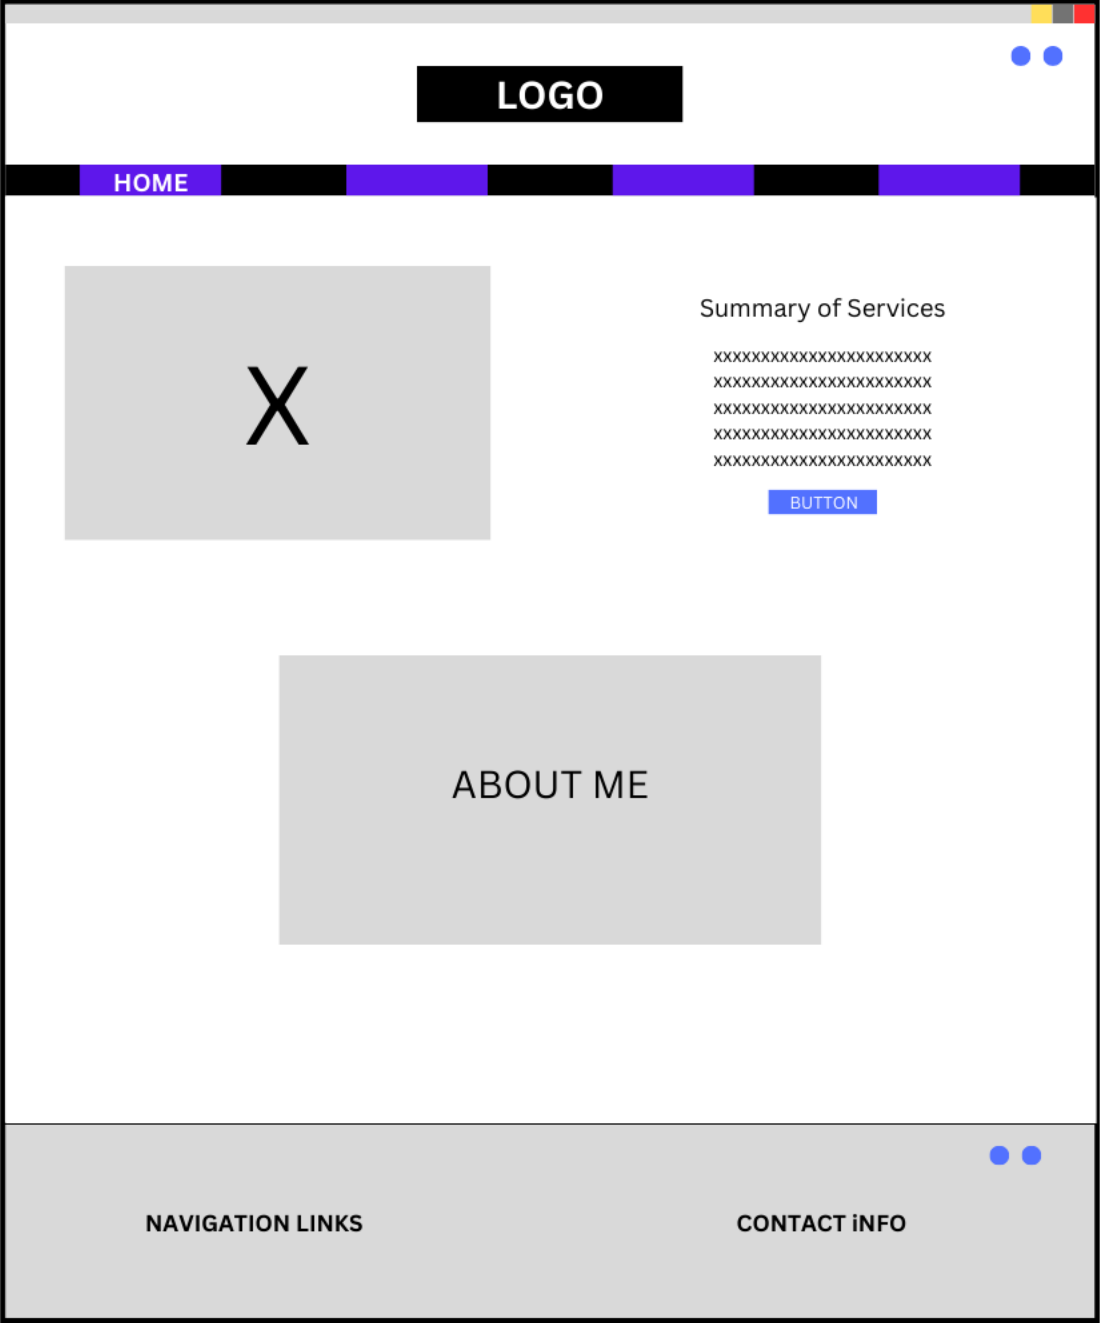 LOGO
HOME
X
Summary of Services
xxxxxxxxxxxxxxxxxxxxxxx
xxxxxxxxxxxxxxxxxxxxxxx
xxxxxxxxxxxxxxxxxxxxxxx
xxxxxxxxxxxxxxxxxxxxxxx
xxxxxxxxxxxxxxxxxxxxxxx
BUTTON
ABOUT ME
NAVIGATION LINKS
CONTACT iNFO